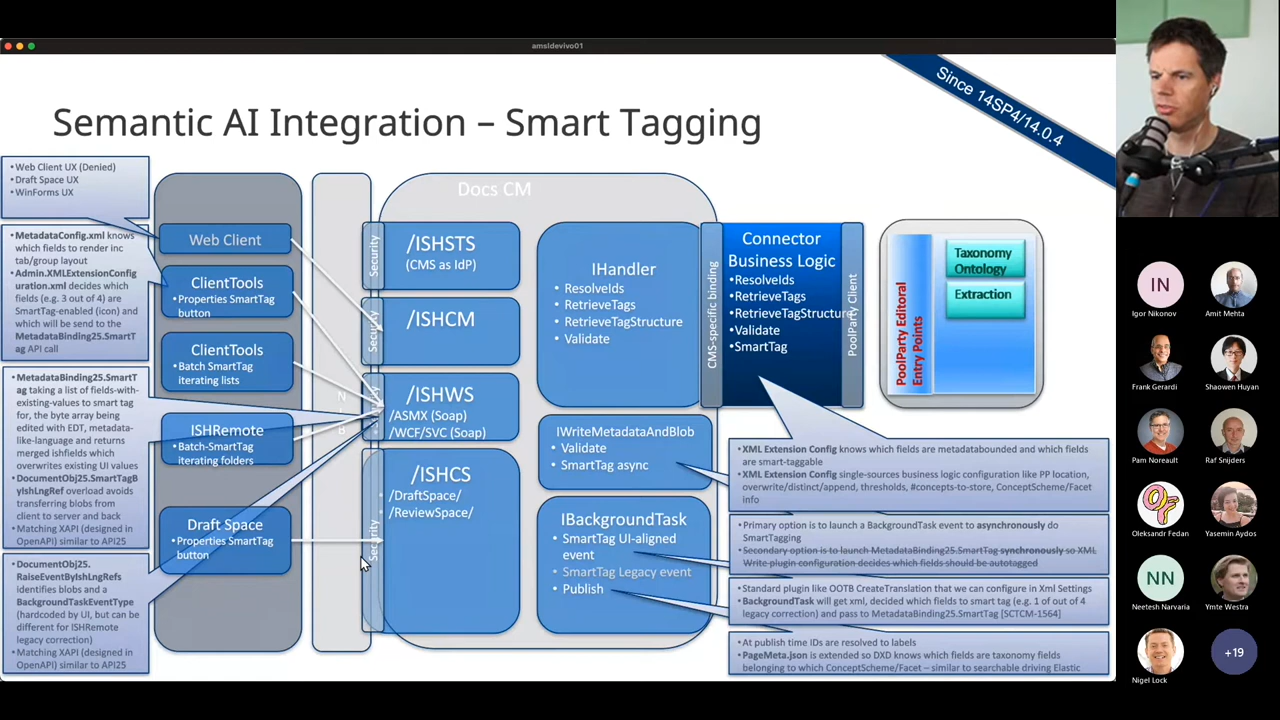 amsldevivo01
Since 14SP4/14.0.4
Semantic AI Integration – Smart Tagging
•Web Client UX (Denied)
•Draft Space UX
•WinForms UX
•MetadataConfig.xml knows
which fields to render inc
tab/group layout
•Admin.XMLExtensionConfig
uration.xml decides which
fields (e.g. 3 out of 4) are
SmartTag-enabled (icon) and
which will be send to the
MetadataBinding25.SmartT
ag API call
•MetadataBinding25.SmartT
ag taking a list of fields-with-
existing-values to smart tag
for, the byte array being
edited with EDT, metadata-
like-language and returns
merged ishfields which
overwrites existing UI values
•DocumentObj25.SmartTagB
yIshLngRef overload avoids
transferring blobs from
client to server and back
•Matching XAPI (designed in
OpenAPI) similar to API25
•DocumentObj25.
RaiseEventByIshLngRefs
identifies blobs and a
BackgroundTaskEventType
(hardcoded by UI, but can be
different for ISHRemote
legacy correction)
•Matching XAPI (designed in
OpenAPI) similar to API25
Web Client
ClientTools
•Properties SmartTag
button
ClientTools
•Batch SmartTag
iterating lists
ISHRemote
•Batch-SmartTag
iterating folders
Draft Space
•Properties SmartTag
button
Docs CM
Security
/ISHSTS
(CMS as IdP)
Security
/ISHCM
/ISHWS
•/ASMX (Soap)
•/WCF/SVC (Soap)
Security
/ISHCS
•/DraftSpace/
•/ReviewSpace/
IHandler
• ResolveIds
• RetrieveTags
• RetrieveTagStructure
• Validate
IWriteMetadataAndBlob
• Validate
• SmartTag async
IBackgroundTask
• SmartTag UI-aligned
event
• SmartTag Legacy event
• Publish
CMS-specific binding
Connector
Business Logic
•ResolveIds
•RetrieveTags
•RetrieveTagStructure
•Validate
•SmartTag
PoolParty Client
PoolParty Editorial
Entry Points
Taxonomy
Ontology
Extraction
•XML Extension Config knows which fields are metadatabounded and which fields
are smart-taggable
•XML Extension Config single-sources business logic configuration like PP location,
overwrite/distinct/append, thresholds, #concepts-to-store, ConceptScheme/Facet
info
•Primary option is to launch a BackgroundTask event to asynchronously do
SmartTagging
•Secondary option is to launch MetadataBinding25.SmartTag synchronously so XML
Write plugin configuration decides which fields should be autotagged
•Standard plugin like OOTB CreateTranslation that we can configure in Xml Settings
•BackgroundTask will get xml, decided which fields to smart tag (e.g. 1 of out of 4
legacy correction) and pass to MetadataBinding25.SmartTag [SCTCM-1564]
•At publish time IDs are resolved to labels
•PageMeta.json is extended so DXD knows which fields are taxonomy fields
belonging to which ConceptScheme/Facet – similar to searchable driving Elastic
IN
Igor Nikonov
Amit Mehta
Frank Gerardi
Shaowen Huyan
Pam Noreault
Raf Snijders
Oleksandr Fedan
Yasemin Aydos
NN
Neetesh Narvaria
Ymte Westra
Nigel Lock
+19